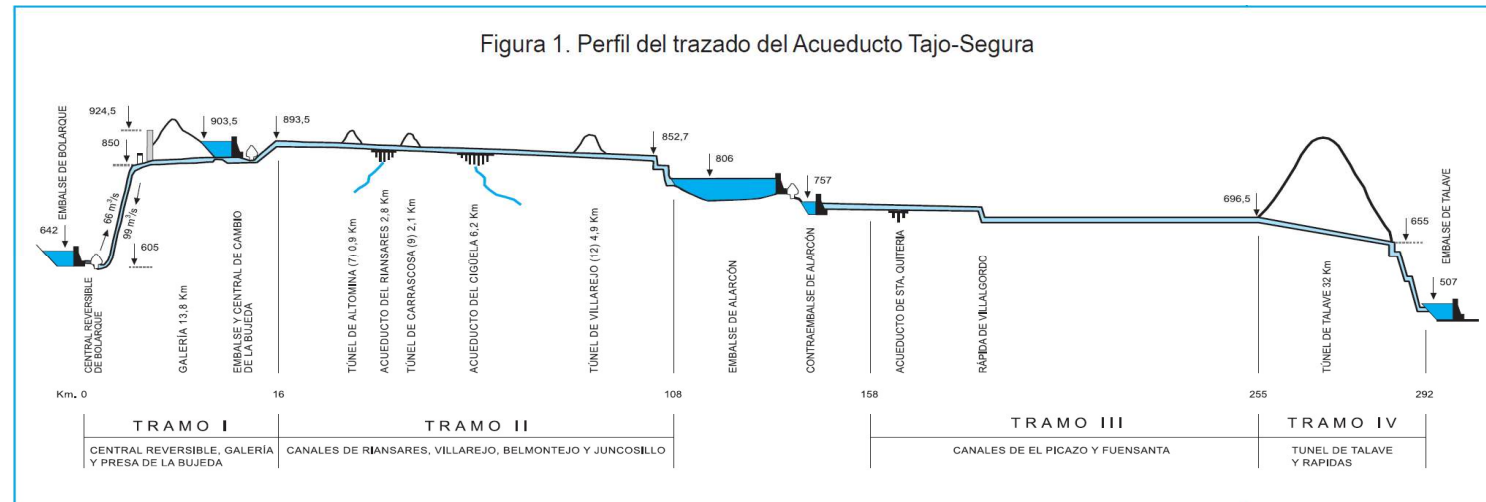 Figura 1. Perfil del trazado del Acueducto Tajo-Segura
EMBALSE DE BOLARQUE
924,5
903,5
893,5
850
852,7
806
757
696,5
655
EMBALSE DE TALAVE
642
66 m³/s
99 m³/s
605
507
CENTRAL REVERSIBLE
DE BOLARQUE
GALERÍA 13,8 Km
EMBALSE Y CENTRAL DE CAMBIO
DE LA BUJEDA
TÚNEL DE ALTOMINA (7) 0,9 Km
ACUEDUCTO DEL RIANSARES 2,8 Km
TÚNEL DE CARRASCOSA (9) 2,1 Km
ACUEDUCTO DEL CIGÜELA 6,2 Km
TÚNEL DE VILLAREJO (12) 4,9 Km
EMBALSE DE ALARCÓN
CONTRAEMBALSE DE ALARCÓN
ACUEDUCTO DE STA, QUITERIA
RÁPIDA DE VILLALGORDC
TÚNEL DE TALAVE 32 Km
Km. 0
16
108
158
255
292
TRAMO I
TRAMO II
TRAMO III
TRAMO IV
CENTRAL REVERSIBLE, GALERÍA
Y PRESA DE LA BUJEDA
CANALES DE RIANSARES, VILLAREJO, BELMONTEJO Y JUNCOSILLO
CANALES DE EL PICAZO Y FUENSANTA
TUNEL DE TALAVE
Y RAPIDAS